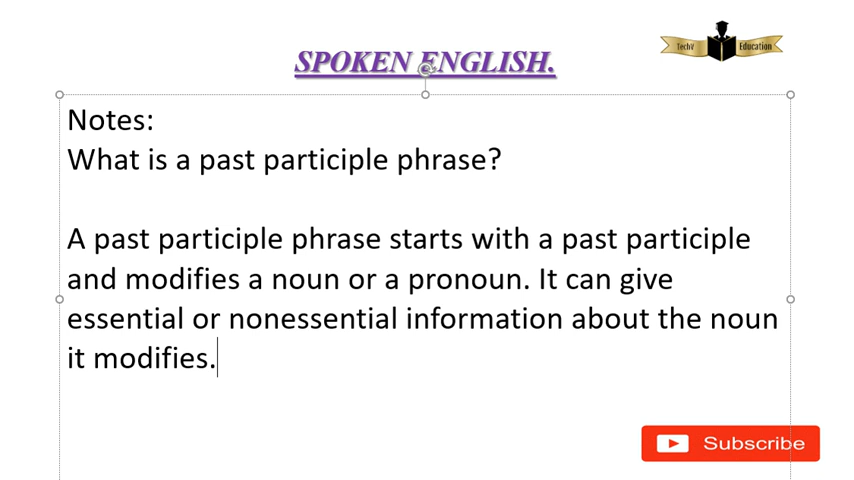 SPOKEN ENGLISH.
TechV Education
Notes:
What is a past participle phrase?
A past participle phrase starts with a past participle
and modifies a noun or a pronoun. It can give
essential or nonessential information about the noun
it modifies.
Subscribe